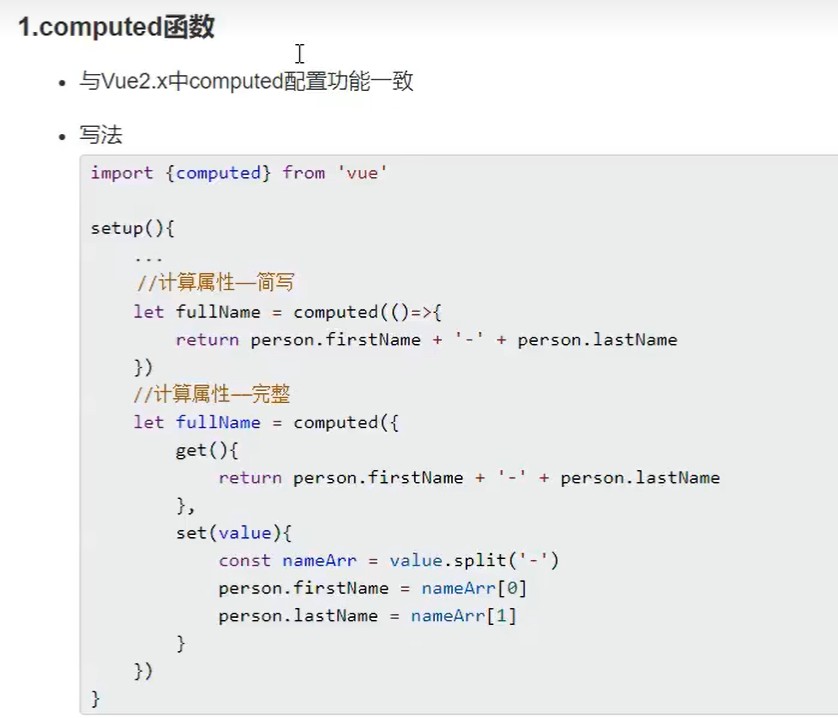 1.computed函数
与Vue2.x中computed配置功能一致
写法
import {computed} from 'vue'
setup(){
...
//计算属性——简写
let fullName = computed(()=>{
return person.firstName + '-' + person.lastName
})
//计算属性——完整
let fullName = computed({
get(){
return person.firstName + '-' + person.lastName
},
set(value){
const nameArr = value.split('-')
person.firstName = nameArr[0]
person.lastName = nameArr[1]
}
})
}